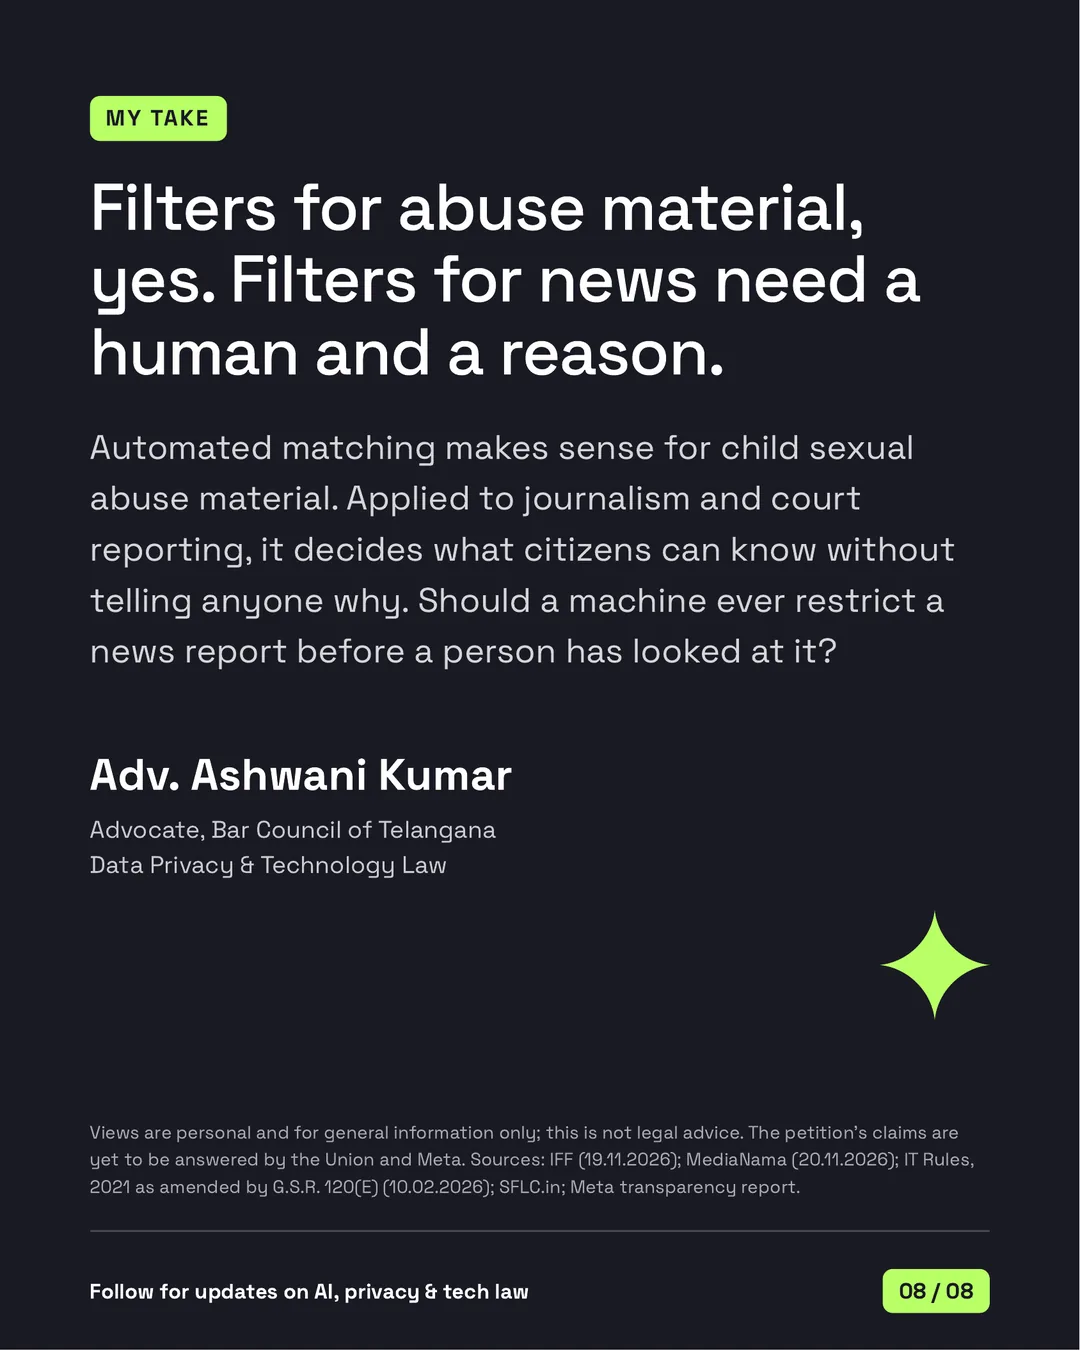 MY TAKE
Filters for abuse material,
yes. Filters for news need a
human and a reason.
Automated matching makes sense for child sexual
abuse material. Applied to journalism and court
reporting, it decides what citizens can know without
telling anyone why. Should a machine ever restrict a
news report before a person has looked at it?
Adv. Ashwani Kumar
Advocate, Bar Council of Telangana
Data Privacy & Technology Law
Views are personal and for general information only; this is not legal advice. The petition's claims are
yet to be answered by the Union and Meta. Sources: IFF (19.11.2026); MediaNama (20.11.2026); IT Rules,
2021 as amended by G.S.R. 120(E) (10.02.2026); SFLC.in; Meta transparency report.
Follow for updates on AI, privacy & tech law
08 / 08